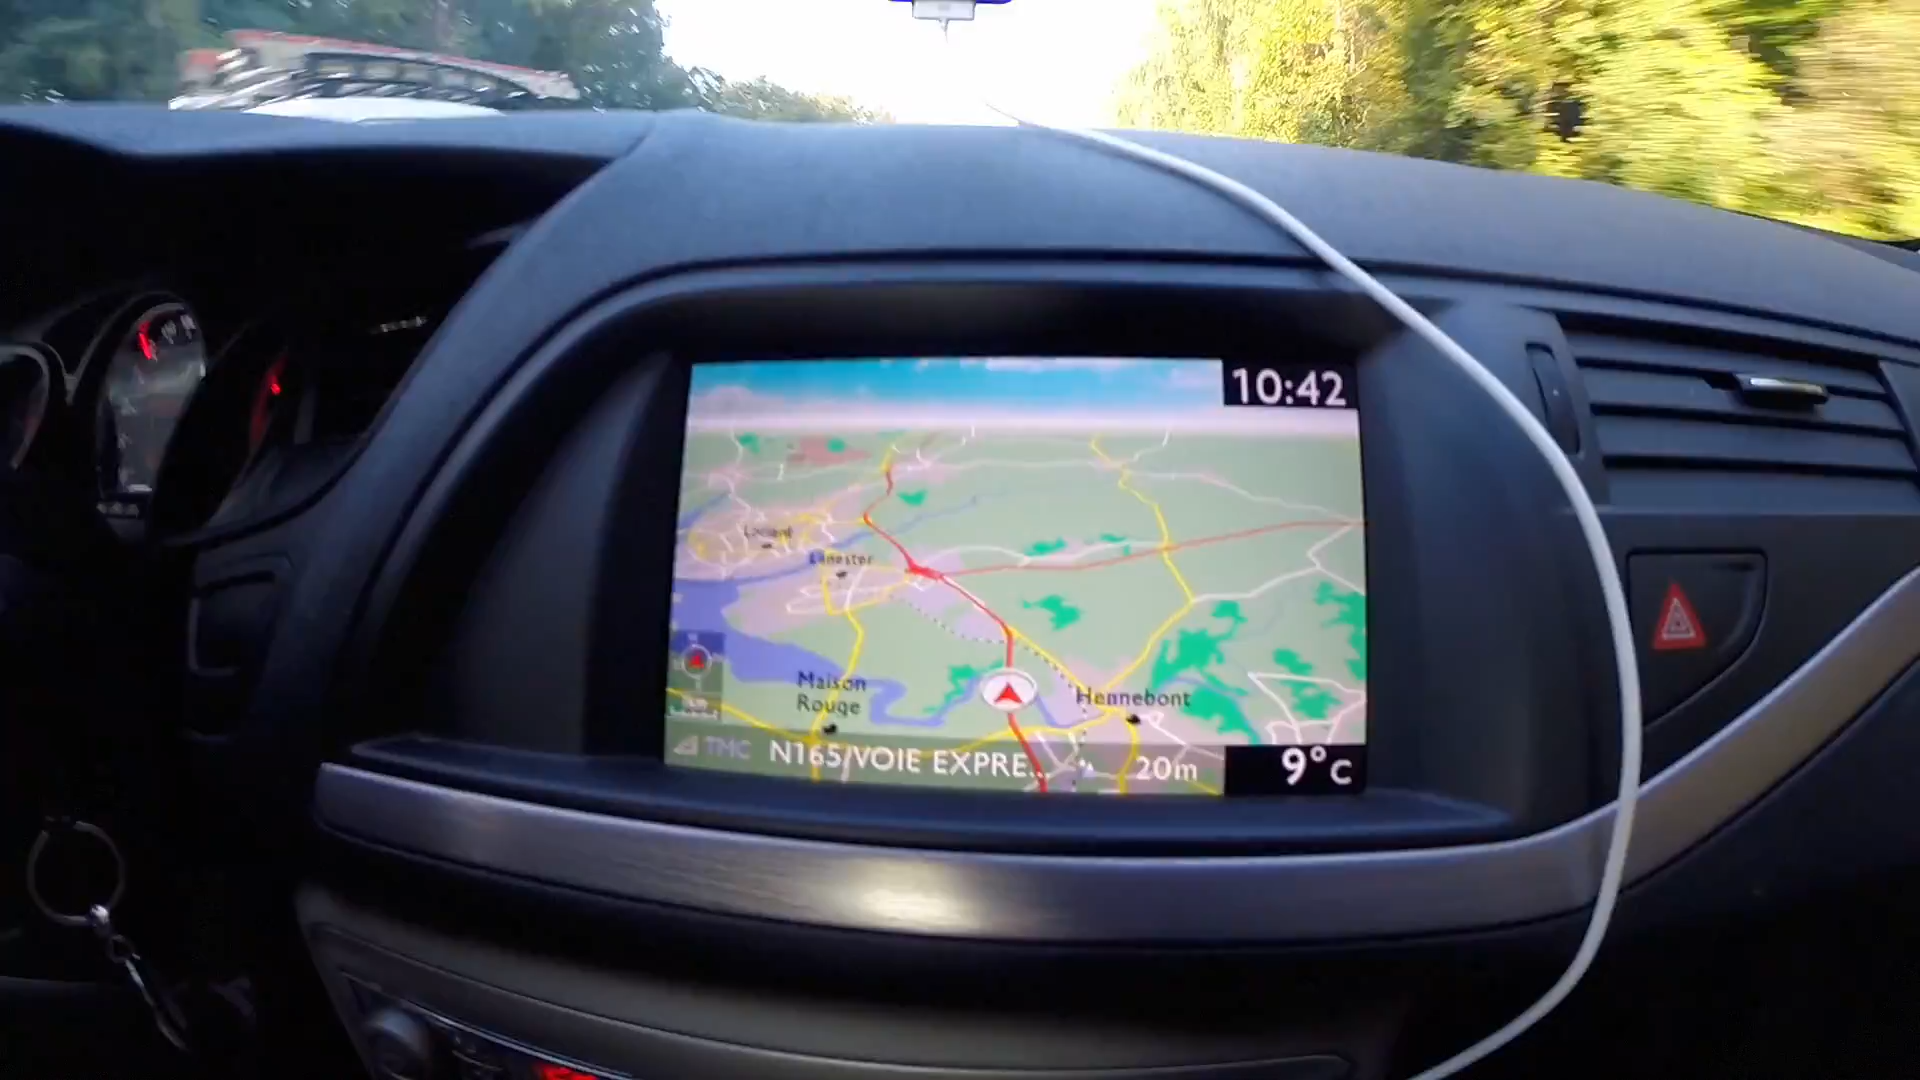 10:42
Lanester
Maison
Rouge
Hennebont
TMC
N165/VOIE EXPRE...
20m
9°C